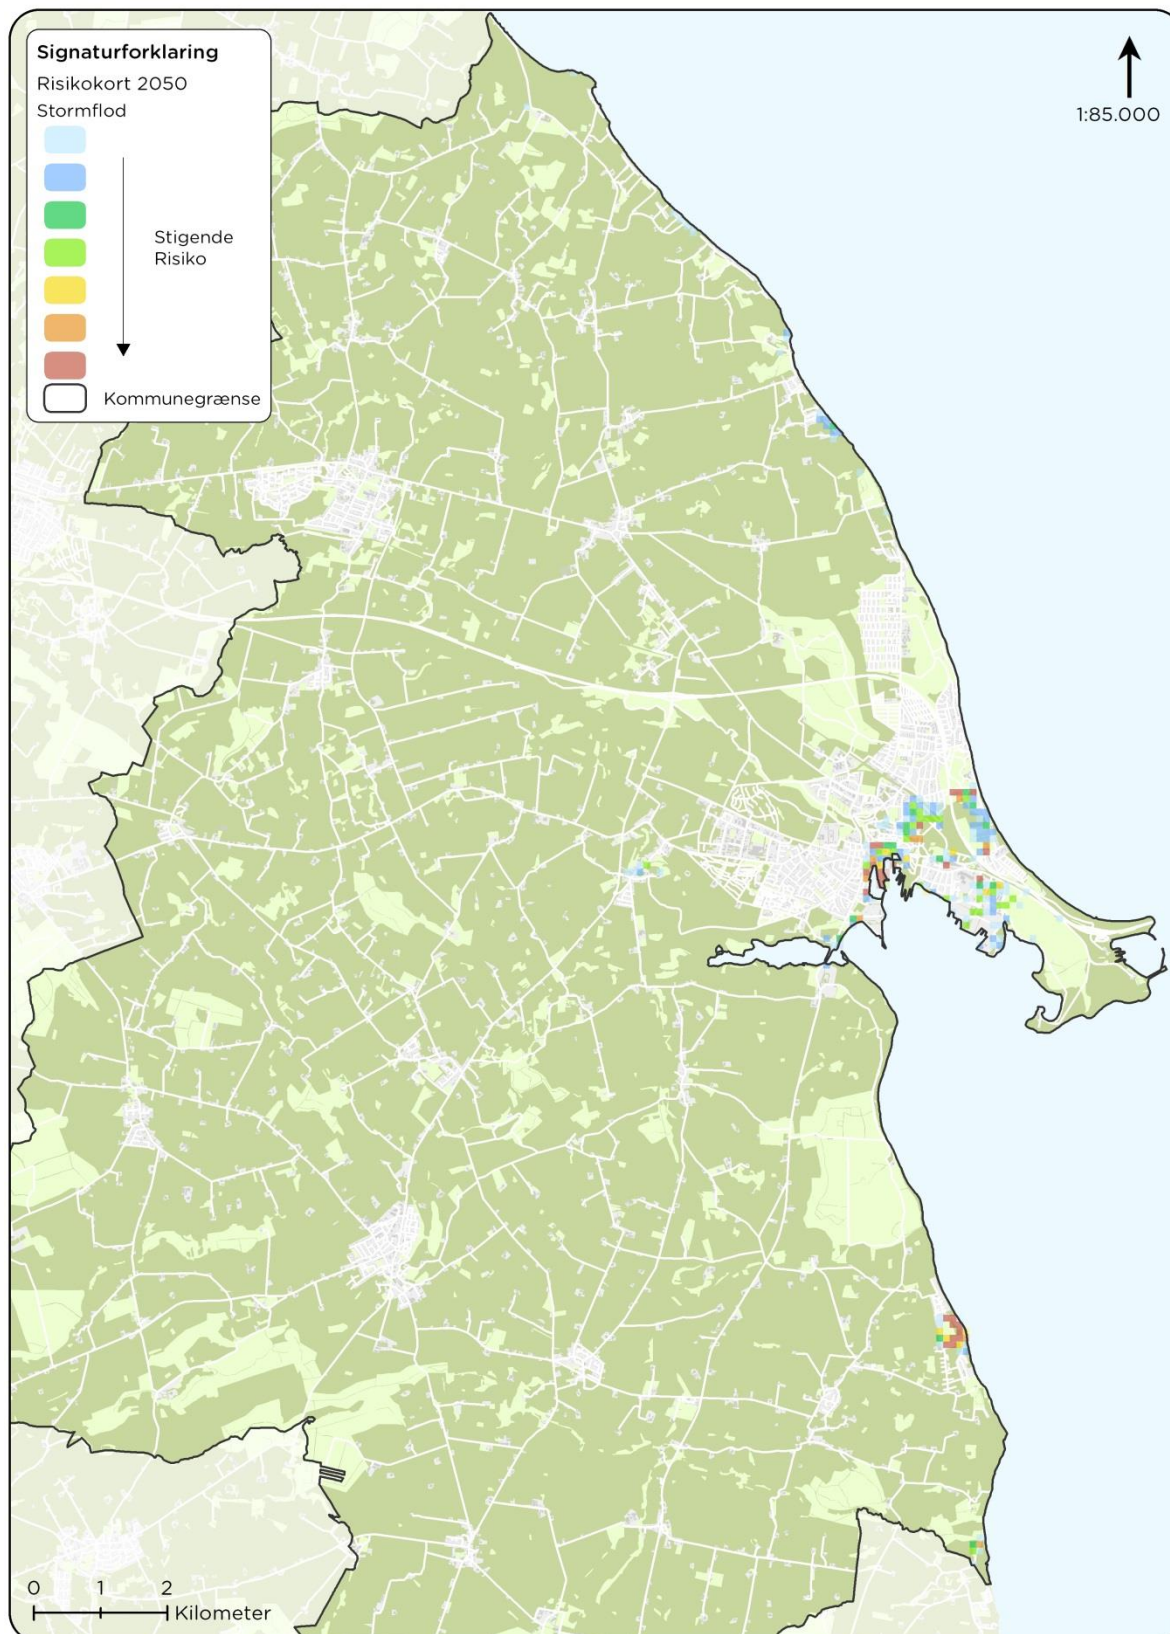 Signaturforklaring
Risikokort 2050
Stormflod
Stigende
Risiko
Kommunegrænse
1:85.000
0 1 2
Kilometer